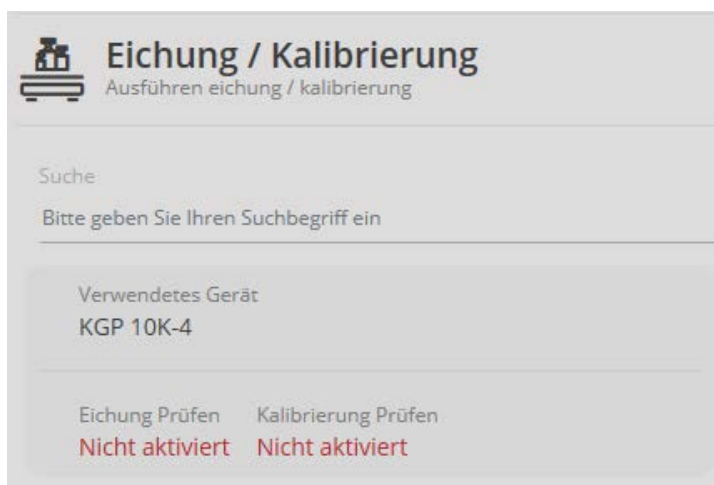 Eichung / Kalibrierung
Ausführen eichung / kalibrierung
Suche
Bitte geben Sie Ihren Suchbegriff ein
Verwendetes Gerät
KGP 10K-4
Eichung Prüfen Kalibrierung Prüfen
Nicht aktiviert Nicht aktiviert